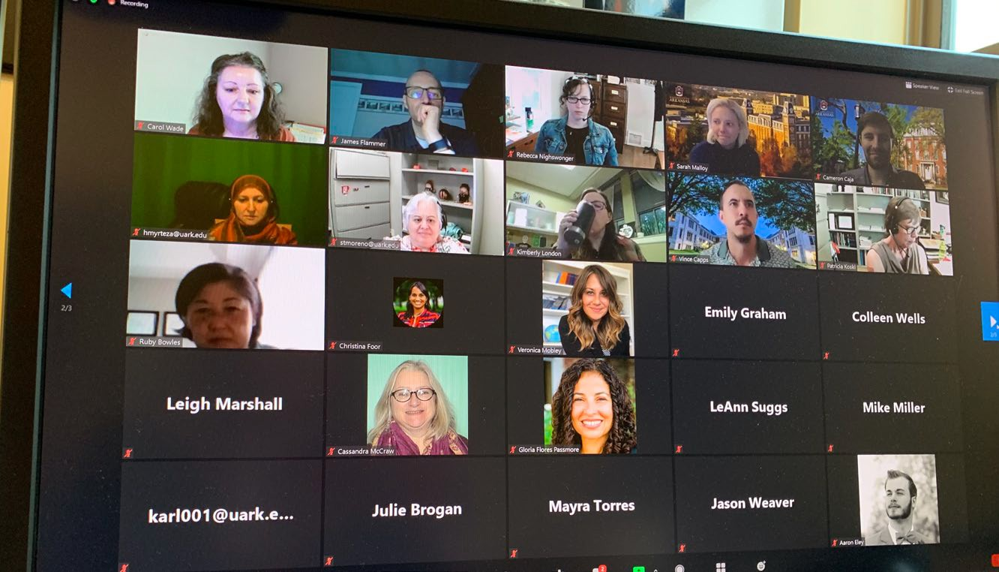 Recording
Speaker View
Exit Full Screen
Carol Wade
James Flammer
Rebecca Nighswonger
ARKANSAS
Sarah Malloy
ARKANSAS
Cameron Caja
hmyrteza@uark.edu
stmoreno@uark.edu
Kimberly London
Vince Capps
Patricia Koski
2/3
2/3
Ruby Bowles
Christina Foor
Veronica Mobley
Emily Graham
Colleen Wells
Leigh Marshall
Cassandra McCraw
Gloria Flores Passmore
LeAnn Suggs
Mike Miller
karl001@uark.e...
Julie Brogan
Mayra Torres
Jason Weaver
Aaron Eley
2